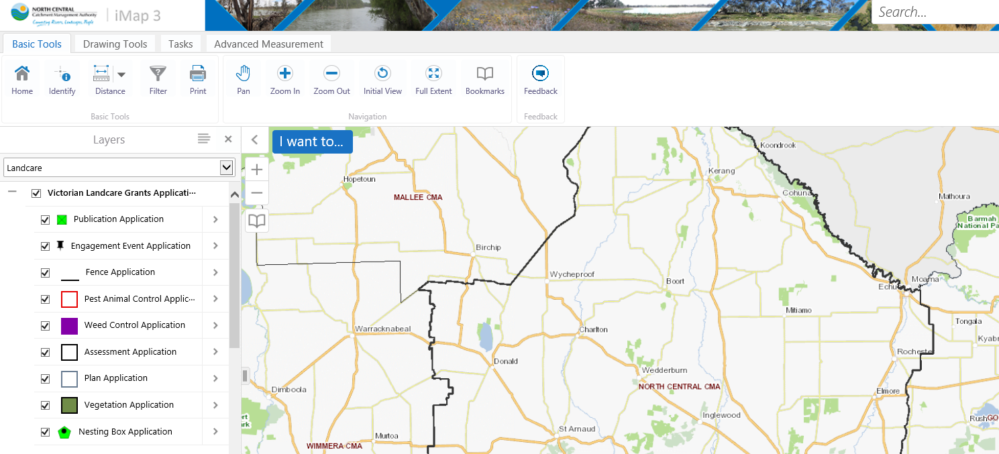 NORTH CENTRAL
Catchment Management Authority
Connecting Rivers, Landscapes, People
iMap 3
Search...
Basic Tools
Drawing Tools
Tasks
Advanced Measurement
Home
Identify
Distance
Filter
Print
Pan
Zoom In
Zoom Out
Initial View
Full Extent
Bookmarks
Feedback
Basic Tools
Navigation
Feedback
Layers
I want to...
Landcare
Victorian Landcare Grants Applicati...
Publication Application
Engagement Event Application
Fence Application
Pest Animal Control Applic...
Weed Control Application
Assessment Application
Plan Application
Vegetation Application
Nesting Box Application
Koondrook
Kerang
Hopetoun
Cohuna
MALLEE CMA
Mathoura
Barmah
National Pa
Birchip
Wycheproof
Moama
Boort
Echu
Mitiamo
Tongala
Warracknabeal
Charlton
Kyabr
Rocheste
Donald
Wedderburn
NORTH CENTRAL CMA
Dimboola
Elmore
Inglewood
Rush
GO
ert
ark
St Arnaud
Murtoa
WIMMERA CMA